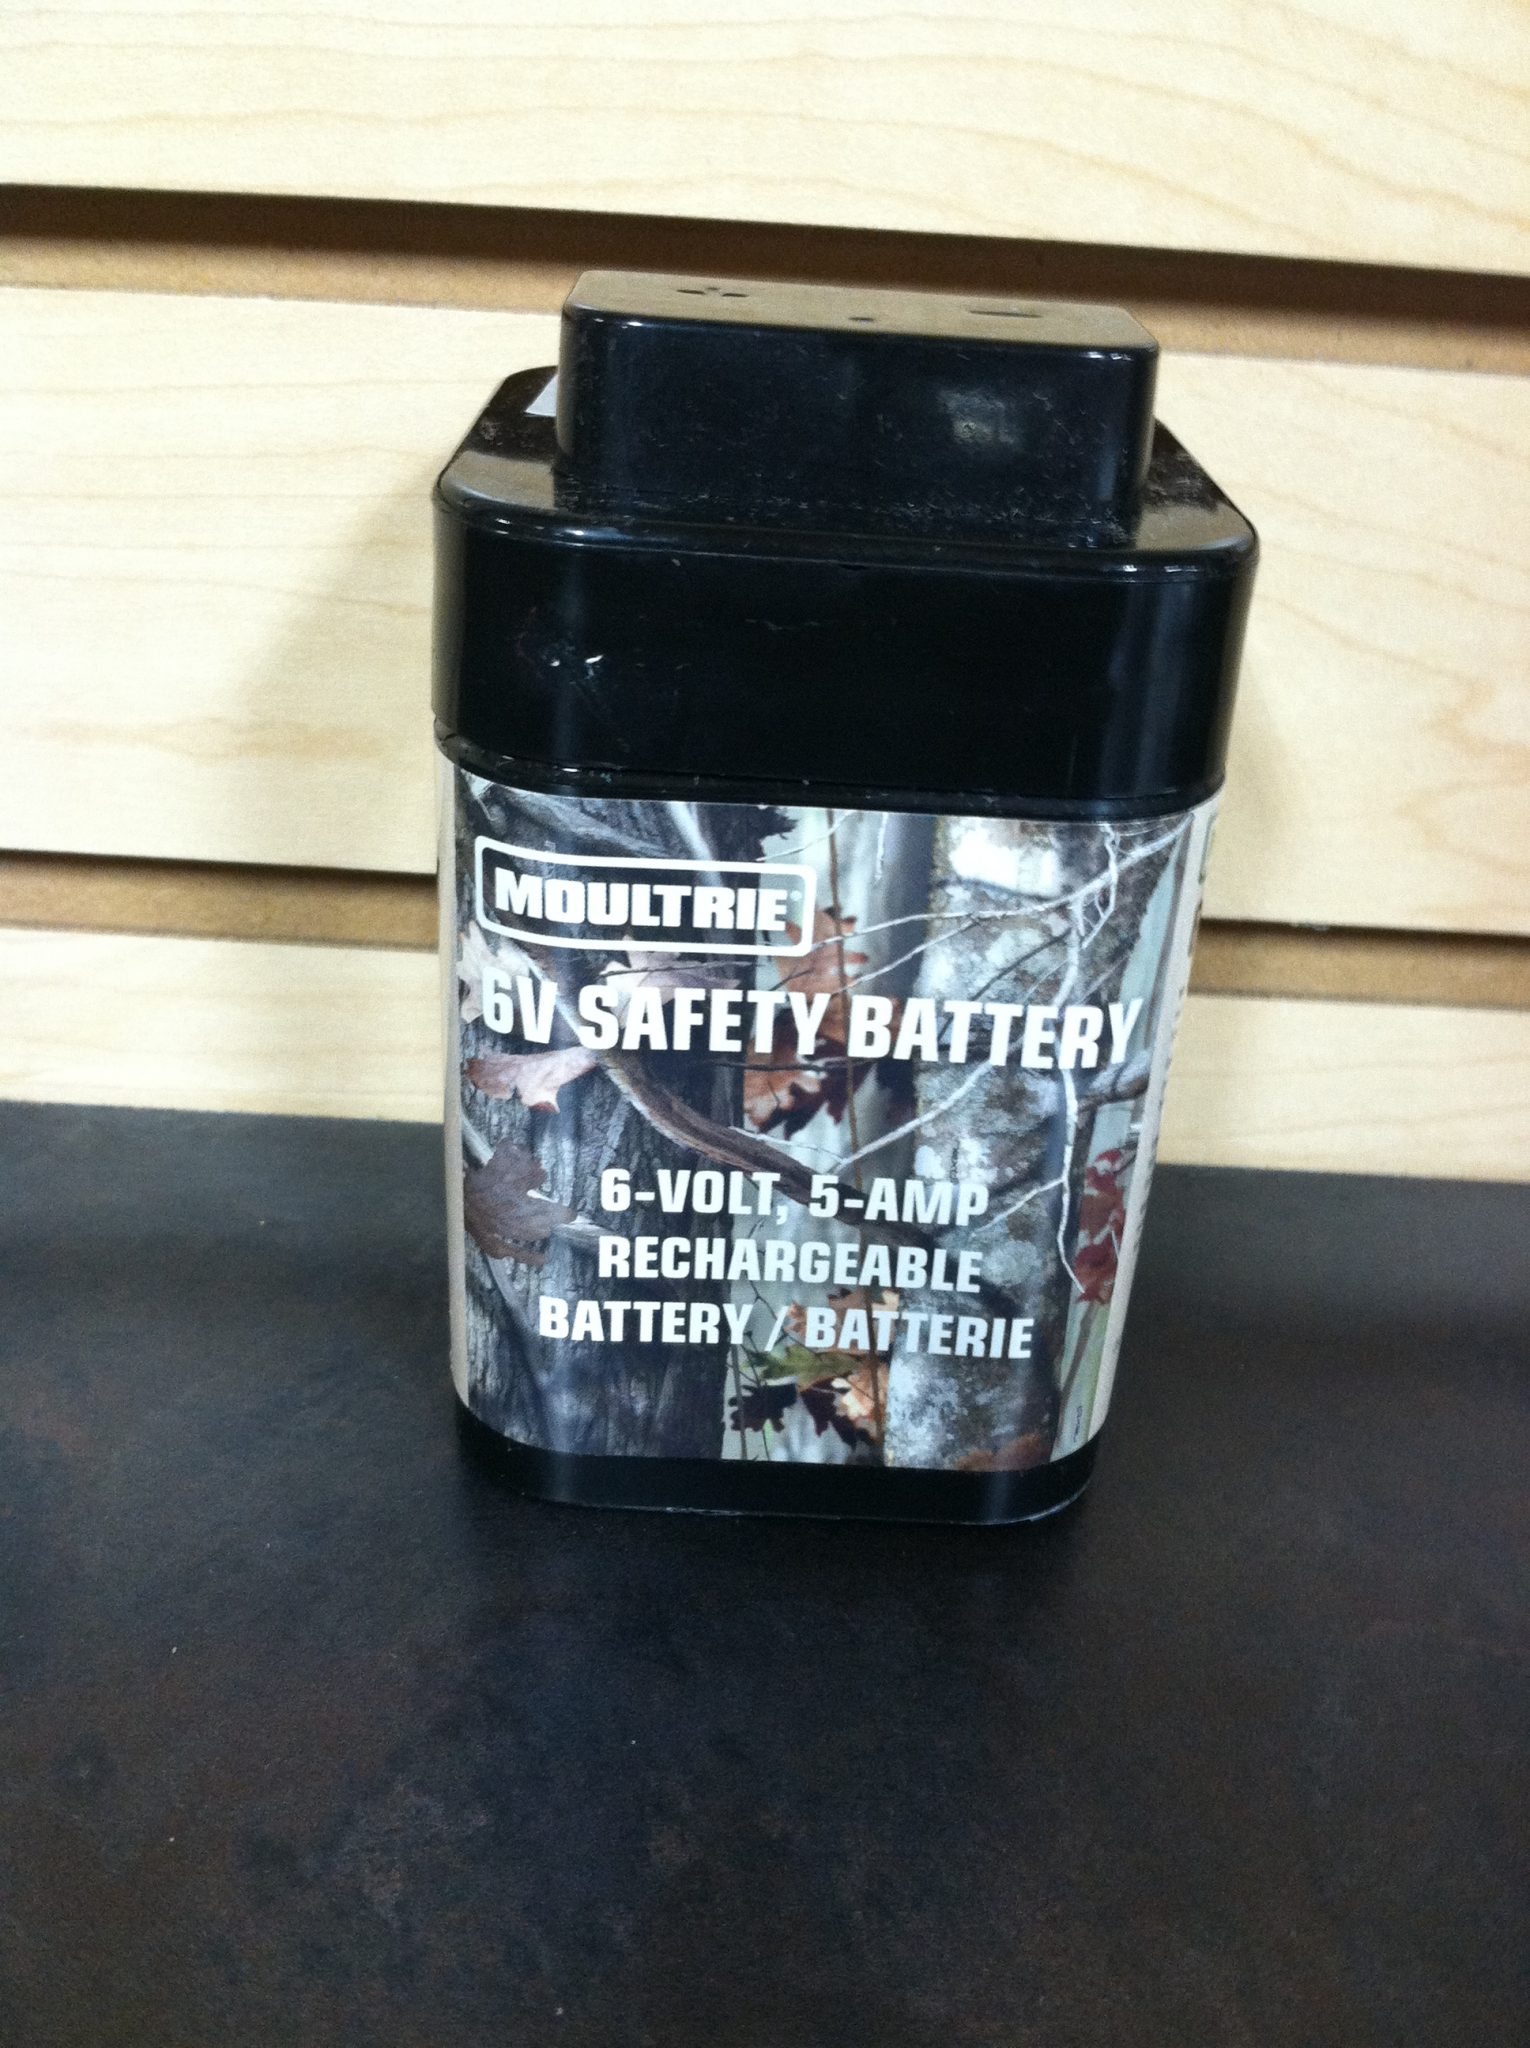 MOULTRIE
6V SAFETY BATTERY
6-VOLT, 5-AMP
RECHARGEABLE
BATTERY / BATTERIE